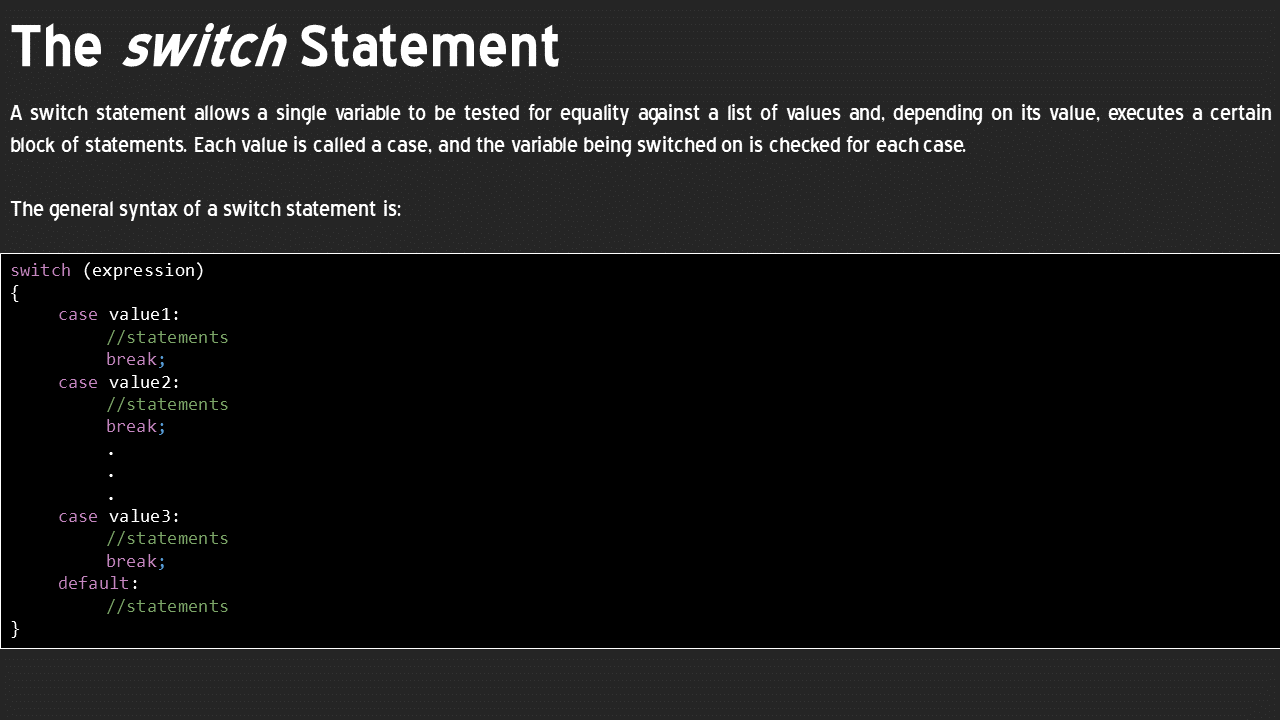 The switch Statement
A switch statement allows a single variable to be tested for equality against a list of values and, depending on its value, executes a certain
block of statements. Each value is called a case, and the variable being switched on is checked for each case.
The general syntax of a switch statement is:
switch (expression)
{
case value1:
//statements
break;
case value2:
//statements
break;
.
.
.
case value3:
//statements
break;
default:
//statements
}